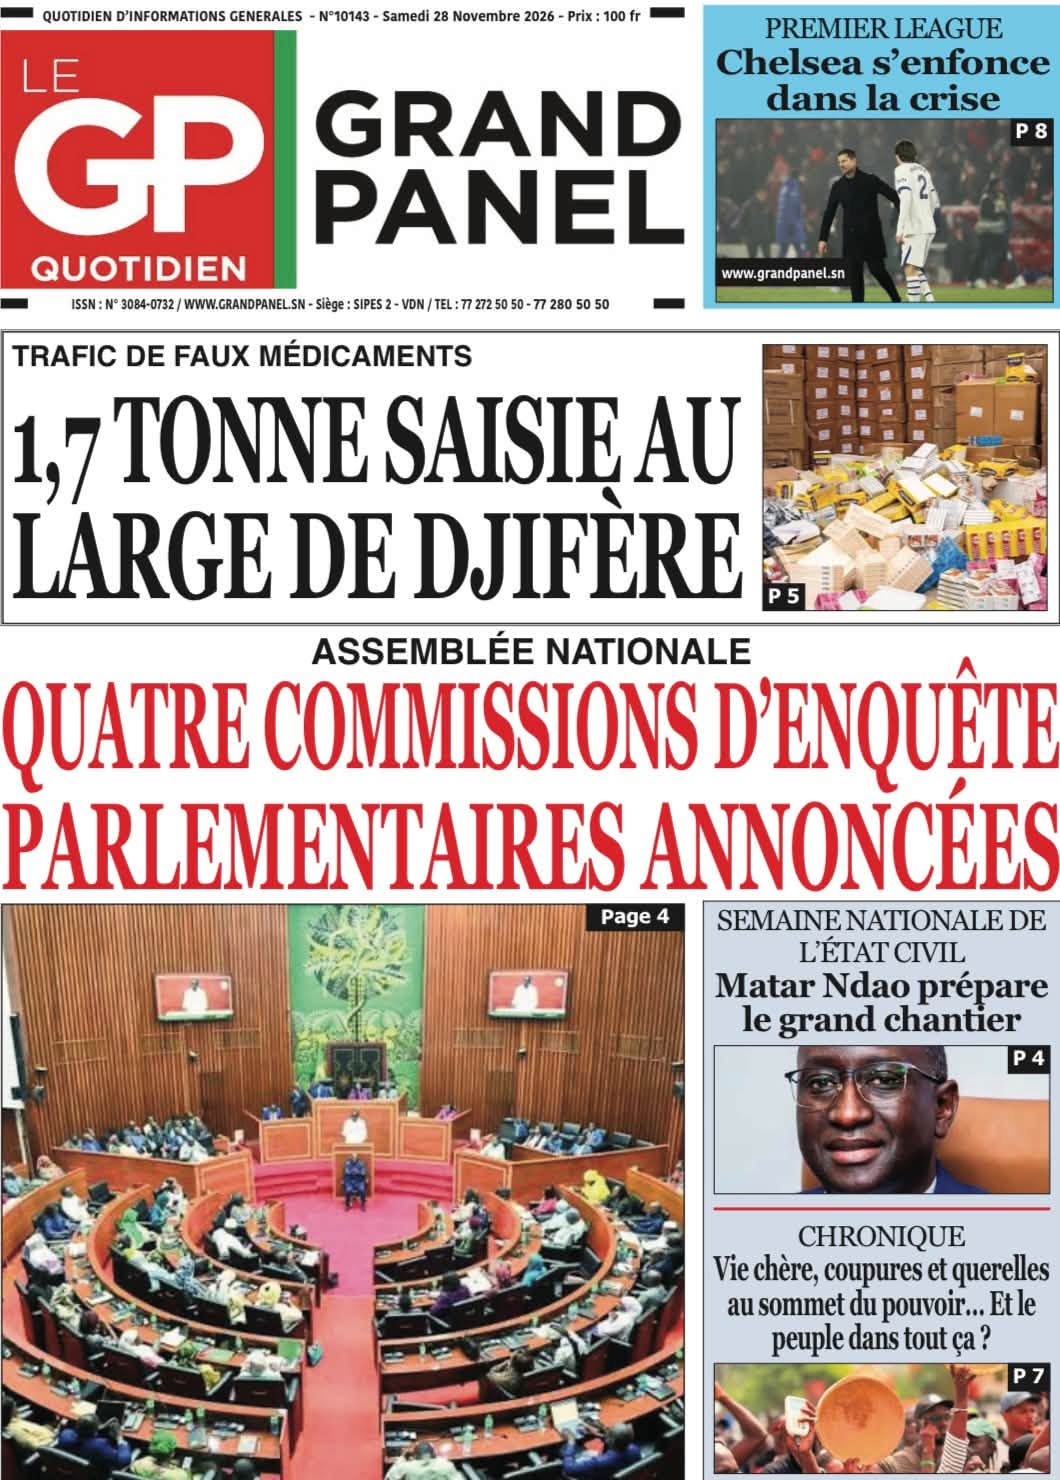 QUOTIDIEN D'INFORMATIONS GENERALES - N°10143 - Samedi 28 Novembre 2026 - Prix : 100 fr
LE
GP
QUOTIDIEN
GRAND
PANEL
ISSN : N° 3084-0732 / WWW.GRANDPANEL.SN - Siège : SIPES 2 - VDN / TEL : 77 272 50 50 - 77 280 50 50
PREMIER LEAGUE
Chelsea s'enfonce
dans la crise
P 8
2
www.grandpanel.sn
TRAFIC DE FAUX MÉDICAMENTS
1,7 TONNE SAISIE AU
LARGE DE DJIFÈRE
P 5
ASSEMBLÉE NATIONALE
QUATRE COMMISSIONS D'ENQUÊTE
PARLEMENTAIRES ANNONCÉES
Page 4
SEMAINE NATIONALE DE
L'ÉTAT CIVIL
Matar Ndao prépare
le grand chantier
P 4
CHRONIQUE
Vie chère, coupures et querelles
au sommet du pouvoir... Et le
peuple dans tout ça ?
P 7